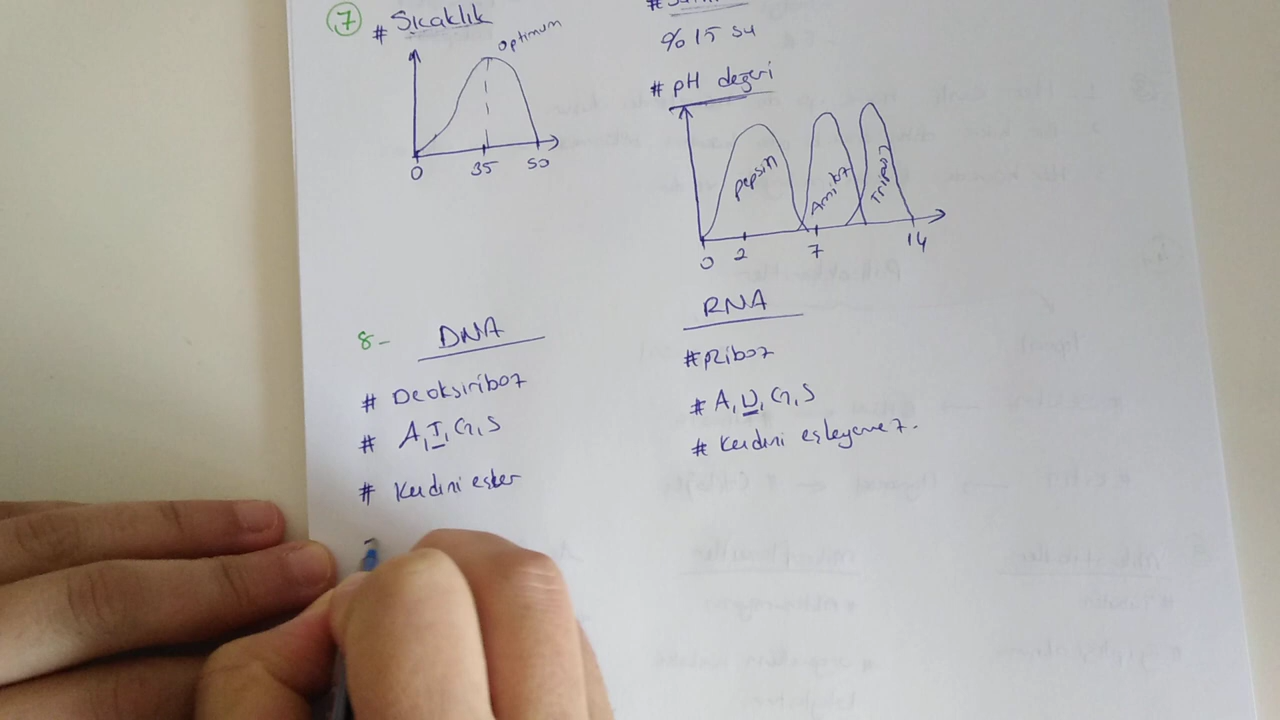 7
# Sıcaklık
optimum
0 35 50
#
% 15 su
# pH değeri
pepsin
Amilaz
Tripsin
0 2 7 14
8- DNA
# Deoksiriboz
# A, T, G, S
# Kendini eşler
RNA
# Riboz
# A, U, G, S
# Kendini eşleyemez.